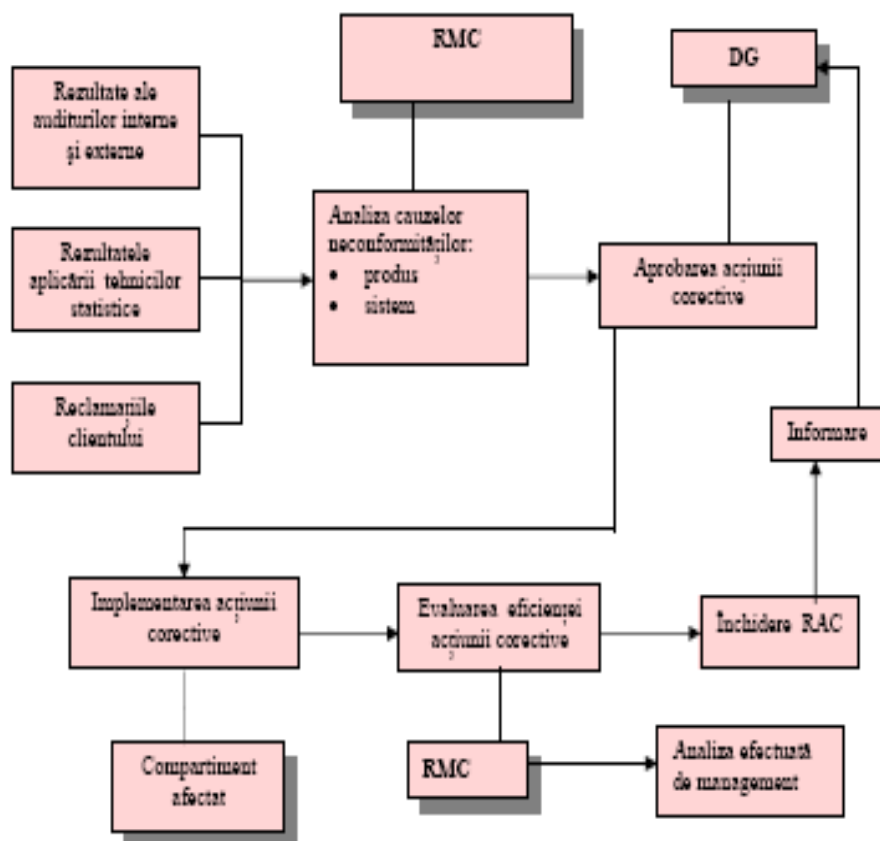 RMC
DG
Rezultate ale
auditurilor interne
și externe
Analiza cauzelor
neconformităților:
• produs
• sistem
Rezultatele
aplicării tehnicilor
statistice
Aprobarea acțiunii
corective
Reclamațiile
clientului
Informare
Implementarea acțiunii
corective
Evaluarea eficienței
acțiunii corective
Închidere RAC
Compartiment
afectat
RMC
Analiza efectuată
de management